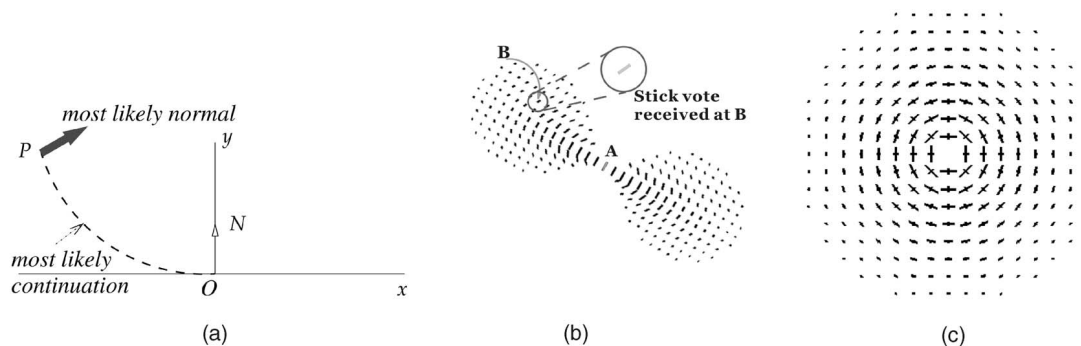 most likely normal
P
y
N
most likely
continuation
O
x
(a)
B
Stick vote
received at B
A
(b)
(c)